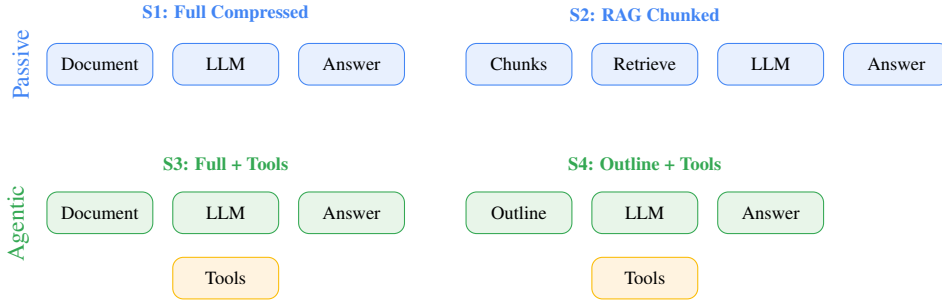 S1: Full Compressed
S2: RAG Chunked
Passive
Document LLM Answer
Chunks Retrieve LLM Answer
S3: Full + Tools
S4: Outline + Tools
Agentic
Document LLM Answer
Outline LLM Answer
Tools
Tools